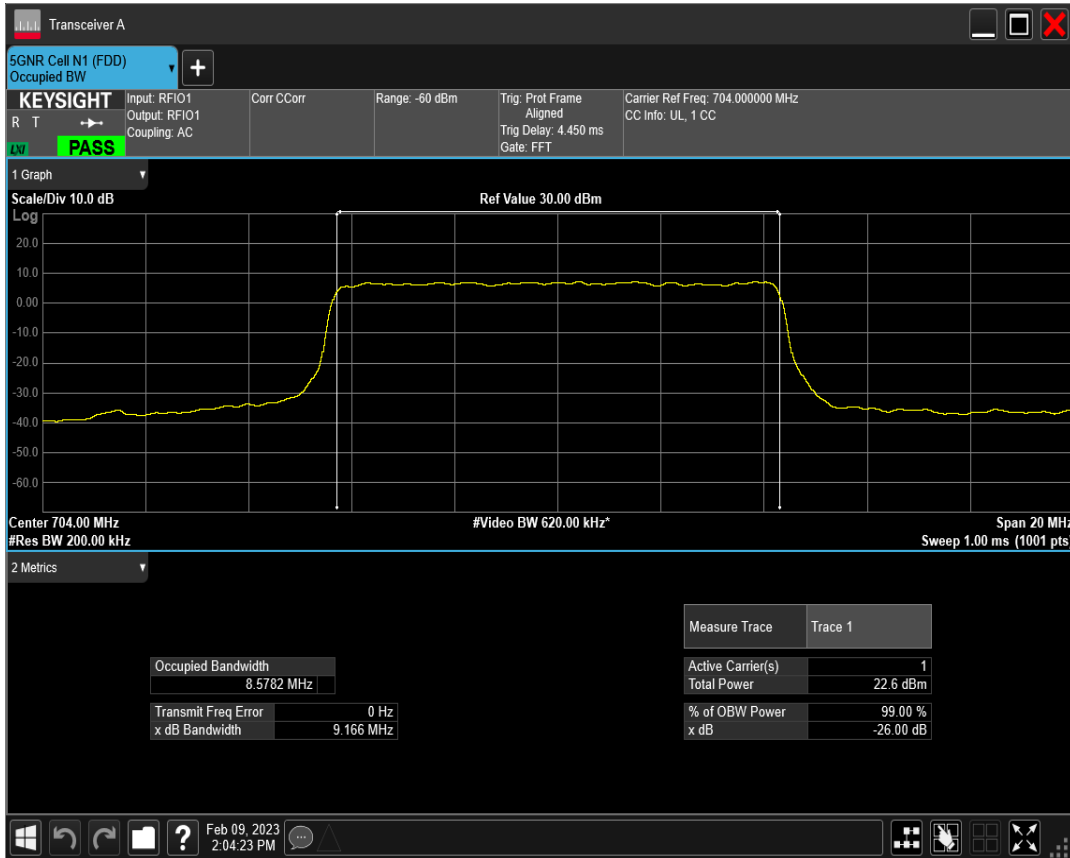 Transceiver A
5GNR Cell N1 (FDD)
Occupied BW
+
KEYSIGHT
R T
LXI
PASS
Input: RFIO1
Output: RFIO1
Coupling: AC
Corr CCorr
Range: -60 dBm
Trig: Prot Frame
Aligned
Trig Delay: 4.450 ms
Gate: FFT
Carrier Ref Freq: 704.000000 MHz
CC Info: UL, 1 CC
1 Graph
Scale/Div 10.0 dB
Ref Value 30.00 dBm
Log
20.0
10.0
0.00
-10.0
-20.0
-30.0
-40.0
-50.0
-60.0
Center 704.00 MHz
#Video BW 620.00 kHz*
Span 20 MHz
#Res BW 200.00 kHz
Sweep 1.00 ms (1001 pts)
2 Metrics
Measure Trace Trace 1
Occupied Bandwidth
8.5782 MHz
Active Carrier(s) 1
Total Power 22.6 dBm
Transmit Freq Error 0 Hz
x dB Bandwidth 9.166 MHz
% of OBW Power 99.00 %
x dB -26.00 dB
?
Feb 09, 2023
2:04:23 PM